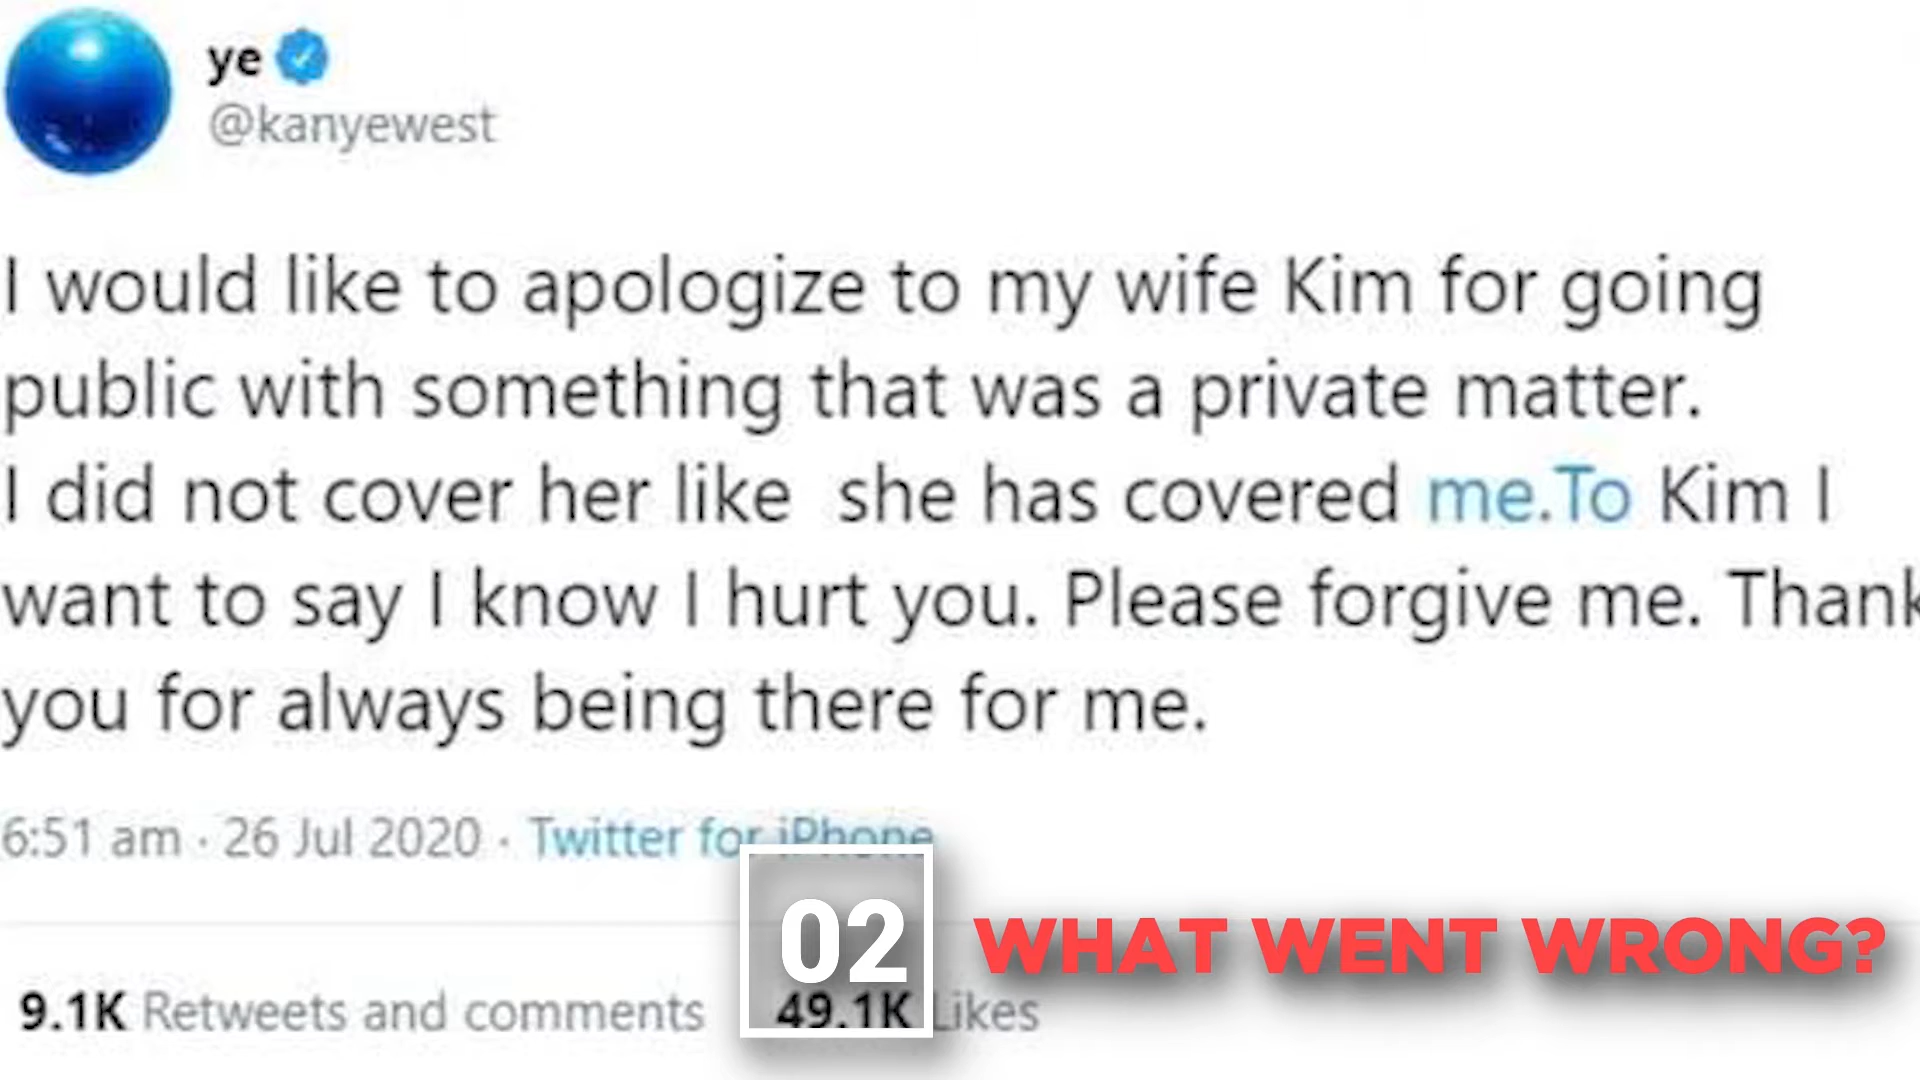 ye
@kanyewest
I would like to apologize to my wife Kim for going
public with something that was a private matter.
I did not cover her like  she has covered me.To Kim I
want to say I know I hurt you. Please forgive me. Thank
you for always being there for me.
6:51 am · 26 Jul 2020 · Twitter for iPhone
02
WHAT WENT WRONG?
9.1K Retweets and comments 49.1K Likes